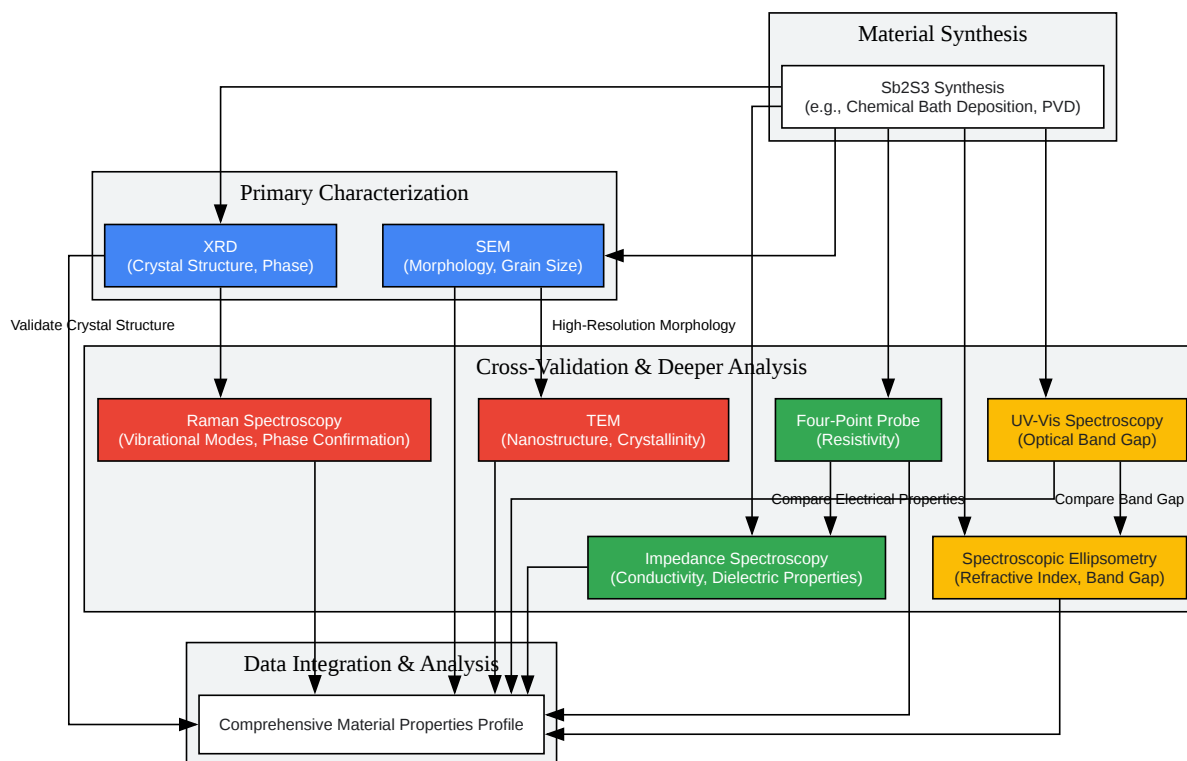 Material Synthesis
Sb2S3 Synthesis
(e.g., Chemical Bath Deposition, PVD)
Primary Characterization
XRD
(Crystal Structure, Phase)
SEM
(Morphology, Grain Size)
Validate Crystal Structure
High-Resolution Morphology
Cross-Validation & Deeper Analysis
Raman Spectroscopy
(Vibrational Modes, Phase Confirmation)
TEM
(Nanostructure, Crystallinity)
Four-Point Probe
(Resistivity)
UV-Vis Spectroscopy
(Optical Band Gap)
Compare Electrical Properties
Compare Band Gap
Impedance Spectroscopy
(Conductivity, Dielectric Properties)
Spectroscopic Ellipsometry
(Refractive Index, Band Gap)
Data Integration & Analysis
Comprehensive Material Properties Profile